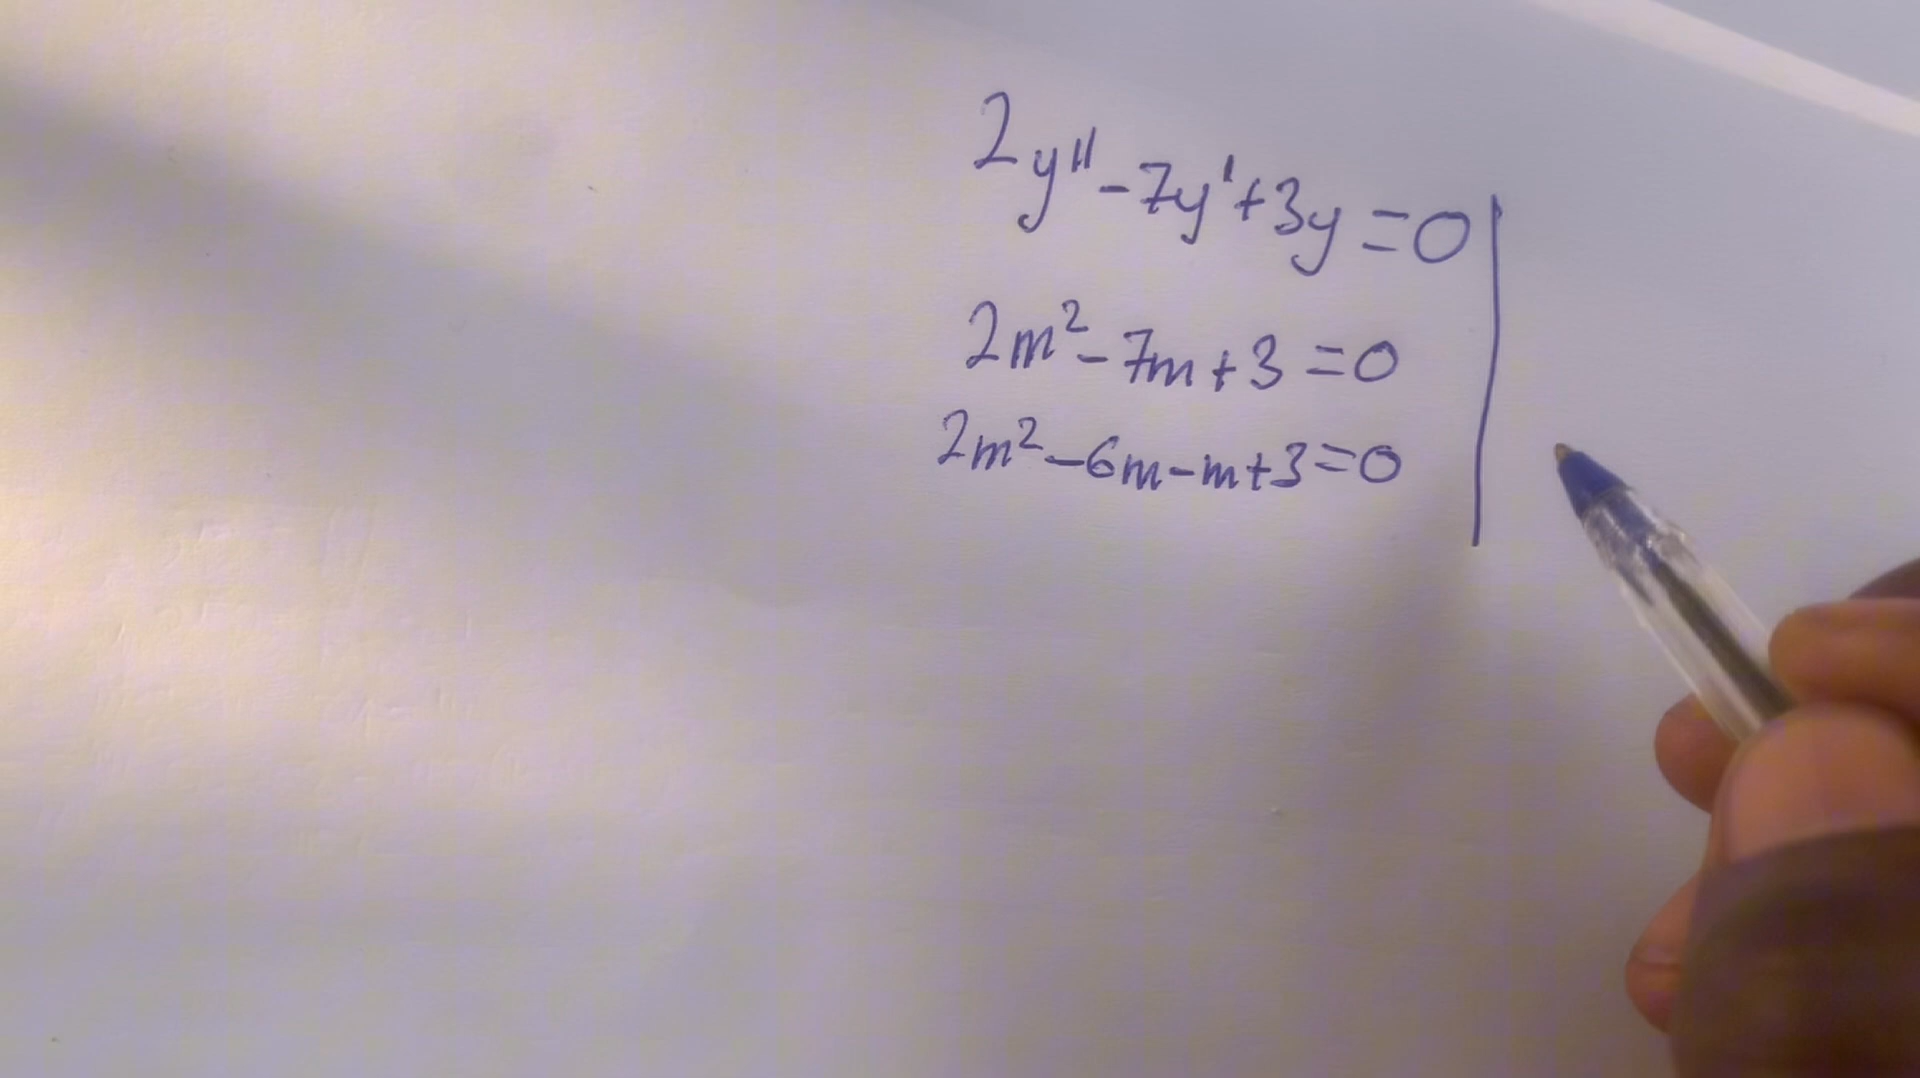 2y'' - 7y' + 3y = 0
2m² - 7m + 3 = 0
2m² - 6m - m + 3 = 0